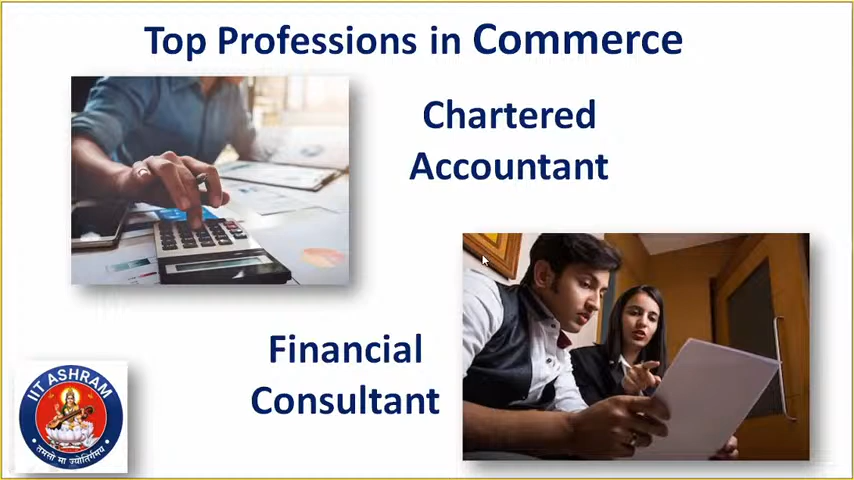 Top Professions in Commerce
Chartered
Accountant
Financial
Consultant
IIT ASHRAM
• तमसो मा ज्योतिर्गमय •